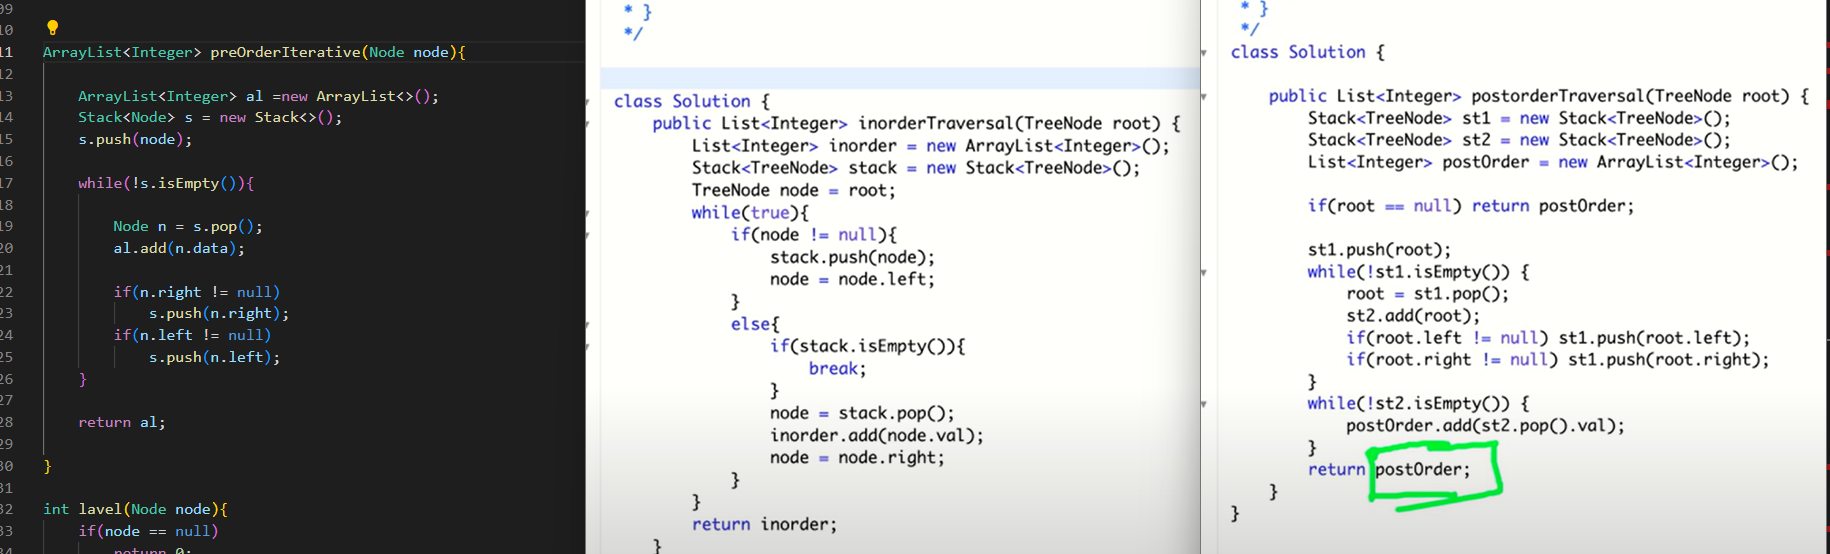 09
10
11 ArrayList<Integer> preOrderIterative(Node node){
12
13 ArrayList<Integer> al =new ArrayList<>();
14 Stack<Node> s = new Stack<>();
15 s.push(node);
16
17 while(!s.isEmpty()){
18
19 Node n = s.pop();
20 al.add(n.data);
21
22 if(n.right != null)
23 s.push(n.right);
24 if(n.left != null)
25 s.push(n.left);
26 }
27
28 return al;
29
30 }
31
32 int lavel(Node node){
33 if(node == null)
34 return 0;
* }
*/
class Solution {
public List<Integer> inorderTraversal(TreeNode root) {
List<Integer> inorder = new ArrayList<Integer>();
Stack<TreeNode> stack = new Stack<TreeNode>();
TreeNode node = root;
while(true){
if(node != null){
stack.push(node);
node = node.left;
}
else{
if(stack.isEmpty()){
break;
}
node = stack.pop();
inorder.add(node.val);
node = node.right;
}
}
return inorder;
}
* }
*/
class Solution {
public List<Integer> postorderTraversal(TreeNode root) {
Stack<TreeNode> st1 = new Stack<TreeNode>();
Stack<TreeNode> st2 = new Stack<TreeNode>();
List<Integer> postOrder = new ArrayList<Integer>();
if(root == null) return postOrder;
st1.push(root);
while(!st1.isEmpty()) {
root = st1.pop();
st2.add(root);
if(root.left != null) st1.push(root.left);
if(root.right != null) st1.push(root.right);
}
while(!st2.isEmpty()) {
postOrder.add(st2.pop().val);
}
return postOrder;
}
}